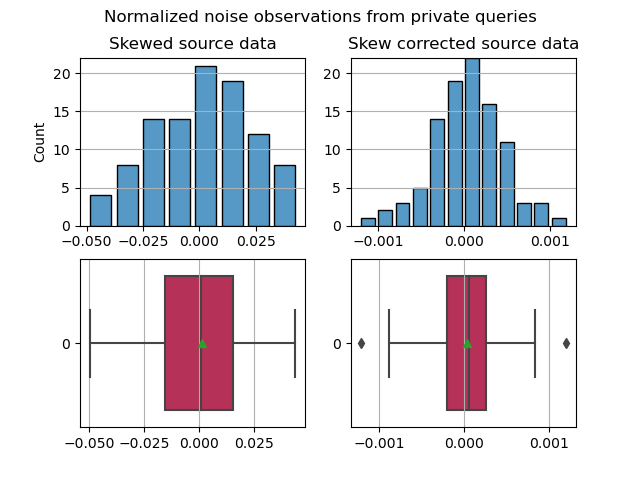 Normalized noise observations from private queries
Skewed source data
Skew corrected source data
Count
20
15
10
5
0
−0.050 −0.025 0.000 0.025
20
15
10
5
0
−0.001 0.000 0.001
0
−0.050 −0.025 0.000 0.025
0
−0.001 0.000 0.001